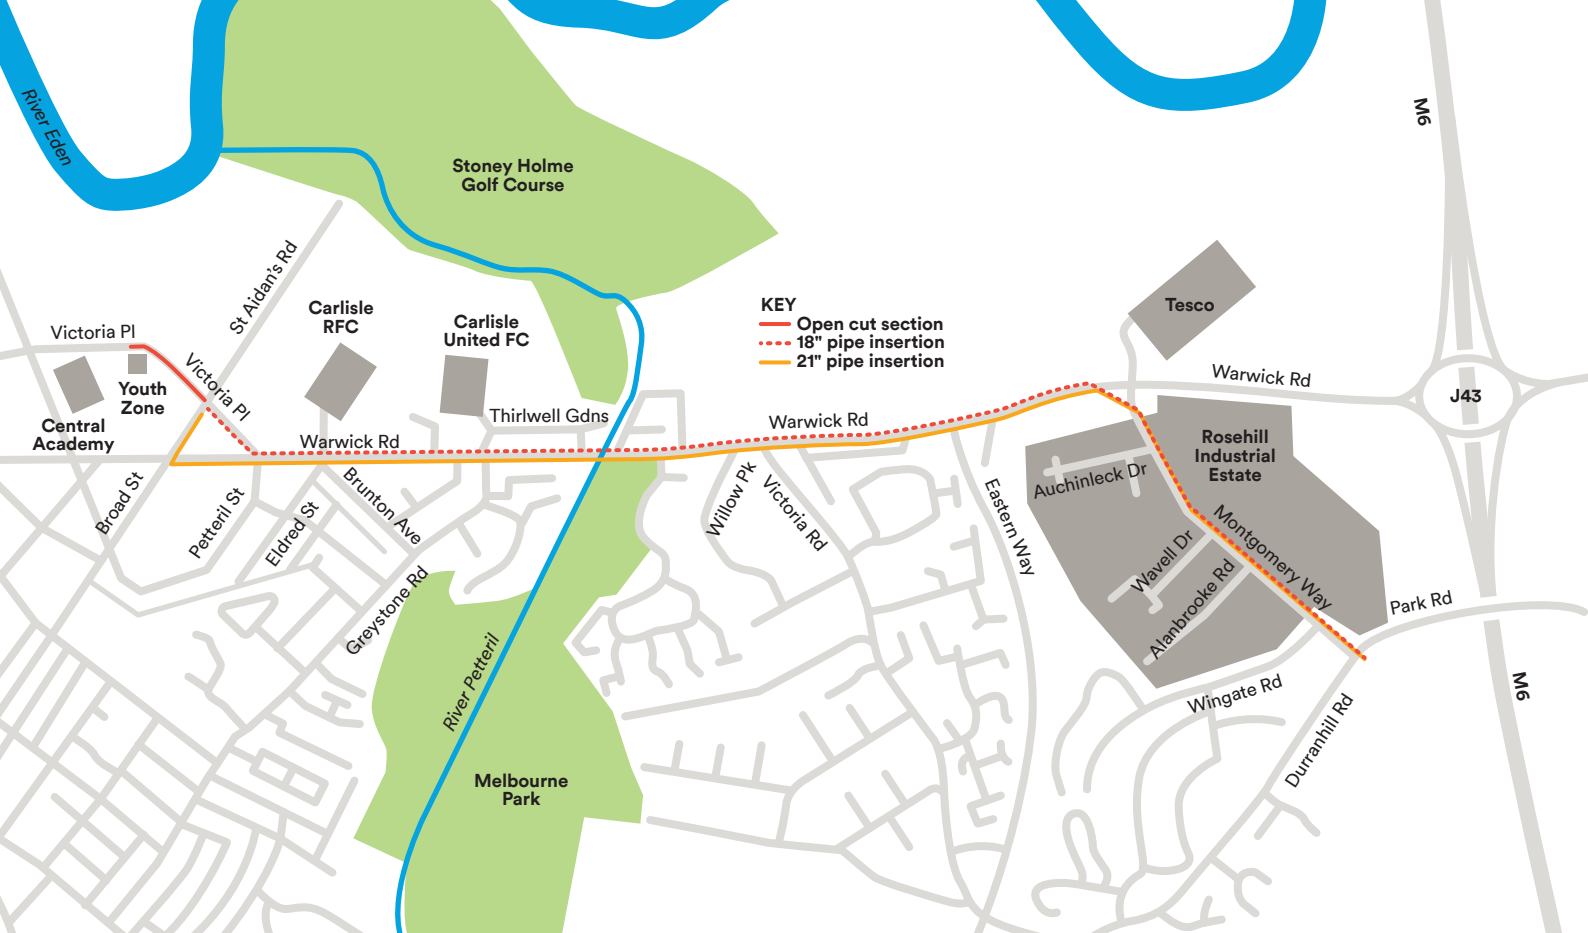 River Eden
M6
Stoney Holme
Golf Course
St Aidan's Rd
Carlisle
RFC
Carlisle
United FC
KEY
Open cut section
18" pipe insertion
21" pipe insertion
Tesco
Victoria Pl
Victoria Pl
Youth
Zone
Central
Academy
Thirlwell Gdns
Warwick Rd
Warwick Rd
Warwick Rd
J43
Rosehill
Industrial
Estate
Auchinleck Dr
Broad St
Petteril St
Eldred St
Brunton Ave
Greystone Rd
Willow Pk
Victoria Rd
Eastern Way
Montgomery Way
Wavell Dr
Alanbrooke Rd
Park Rd
River Petteril
Wingate Rd
M6
Durranhill Rd
Melbourne
Park